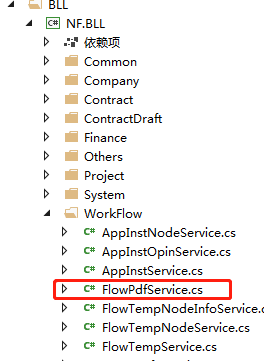 BLL
NF.BLL
依赖项
Common
Company
Contract
ContractDraft
Finance
Others
Project
System
WorkFlow
C# AppInstNodeService.cs
C# AppInstOpinService.cs
C# AppInstService.cs
C# FlowPdfService.cs
C# FlowTempNodeInfoService.cs
C# FlowTempNodeService.cs
C# FlowTempService.cs